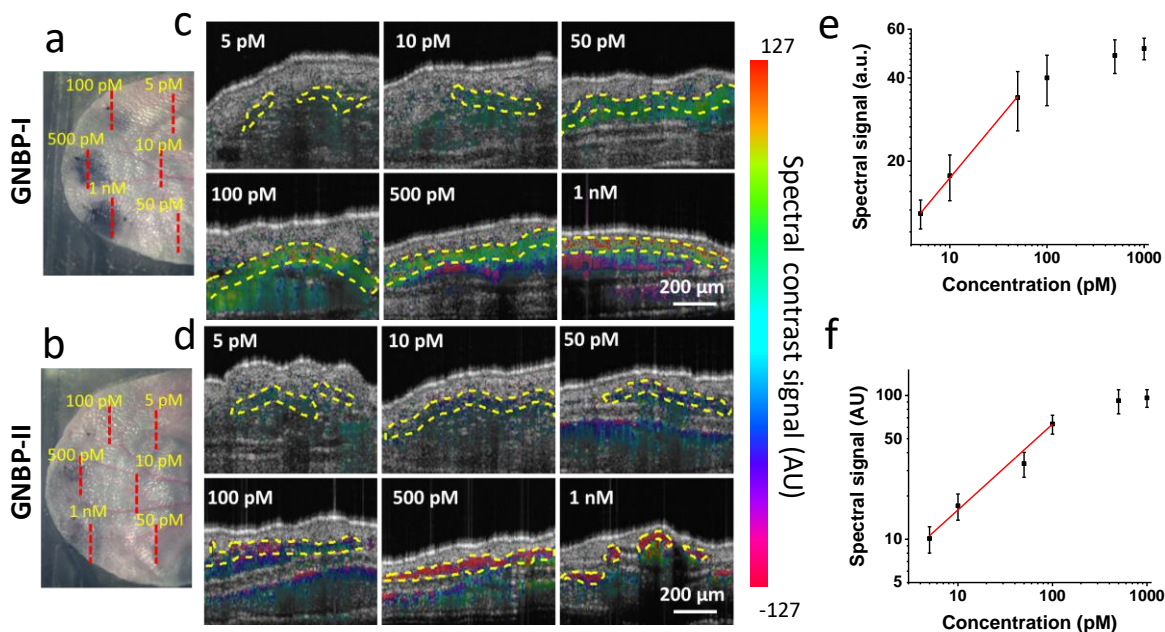 a
GNBP-I
100 pM
5 pM
500 pM
10 pM
1 nM
50 pM
b
GNBP-II
100 pM
5 pM
500 pM
10 pM
1 nM
50 pM
c
5 pM
10 pM
50 pM
100 pM
500 pM
1 nM
200 µm
d
5 pM
10 pM
50 pM
100 pM
500 pM
1 nM
200 µm
127
Spectral contrast signal (AU)
-127
e
Spectral signal (a.u.)
60
40
20
10
100
1000
Concentration (pM)
f
Spectral signal (AU)
100
50
10
5
10
100
1000
Concentration (pM)